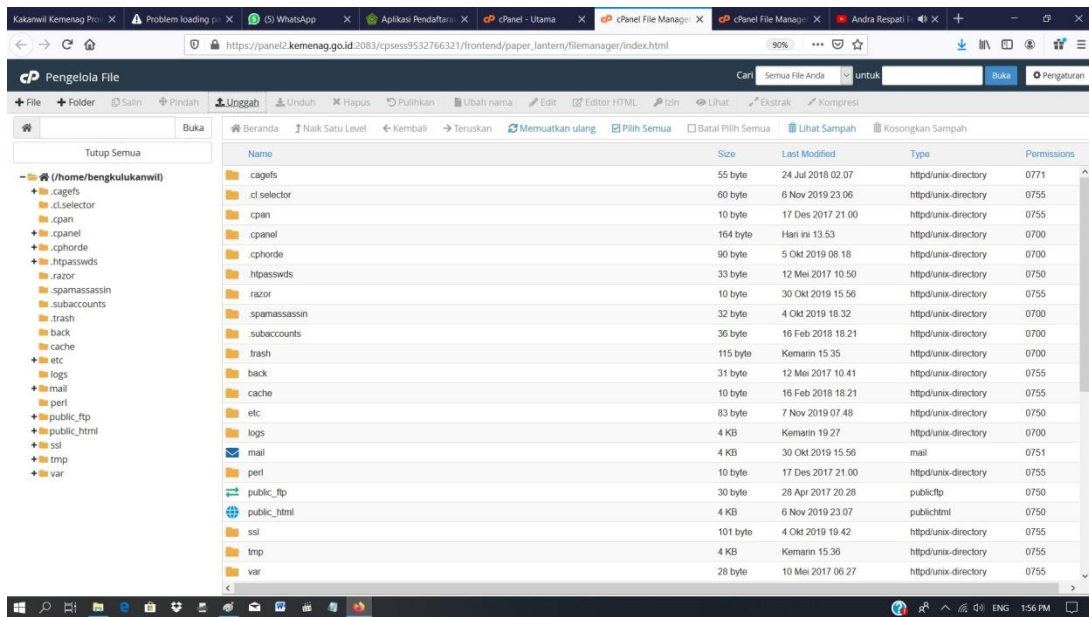 Kakanwil Kemenag Prov
Problem loading pa
(5) WhatsApp
Aplikasi Pendaftaran
cPanel - Utama
cPanel File Manager
cPanel File Manager
Andra Respati
https://panel2.kemenag.go.id:2083/cpsess9532766321/frontend/paper_lantern/filemanager/index.html
90%
cP Pengelola File
Cari Semua File Anda untuk Buka Pengaturan
+ File + Folder Salin Pindah Unggah Unduh Hapus Pulihkan Ubah nama Edit Editor HTML Izin Lihat Ekstrak Kompresi
Buka Beranda Naik Satu Level Kembali Teruskan Memuatkan ulang Pilih Semua Batal Pilih Semua Lihat Sampah Kosongkan Sampah
Tutup Semua
(/home/bengkulukanwil)
.cagefs
.cl.selector
.cpan
.cpanel
.cphorde
.htpasswds
.razor
.spamassassin
.subaccounts
.trash
back
cache
etc
logs
mail
perl
public_ftp
public_html
ssl
tmp
var
Name Size Last Modified Type Permissions
.cagefs 55 byte 24 Jul 2018 02.07 httpd/unix-directory 0771
.cl.selector 60 byte 6 Nov 2019 23.06 httpd/unix-directory 0755
.cpan 10 byte 17 Des 2017 21.00 httpd/unix-directory 0755
.cpanel 164 byte Hari ini 13.53 httpd/unix-directory 0700
.cphorde 90 byte 5 Okt 2019 08.18 httpd/unix-directory 0700
.htpasswds 33 byte 12 Mei 2017 10.50 httpd/unix-directory 0750
.razor 10 byte 30 Okt 2019 15.56 httpd/unix-directory 0755
.spamassassin 32 byte 4 Okt 2019 18.32 httpd/unix-directory 0700
.subaccounts 36 byte 16 Feb 2018 18.21 httpd/unix-directory 0700
.trash 115 byte Kemarin 15.35 httpd/unix-directory 0700
back 31 byte 12 Mei 2017 10.41 httpd/unix-directory 0755
cache 10 byte 16 Feb 2018 18.21 httpd/unix-directory 0755
etc 83 byte 7 Nov 2019 07.48 httpd/unix-directory 0750
logs 4 KB Kemarin 19.27 httpd/unix-directory 0700
mail 4 KB 30 Okt 2019 15.56 mail 0751
perl 10 byte 17 Des 2017 21.00 httpd/unix-directory 0755
public_ftp 30 byte 28 Apr 2017 20.28 publicftp 0750
public_html 4 KB 6 Nov 2019 23.07 publichtml 0750
ssl 101 byte 4 Okt 2019 19.42 httpd/unix-directory 0755
tmp 4 KB Kemarin 15.36 httpd/unix-directory 0755
var 28 byte 10 Mei 2017 06.27 httpd/unix-directory 0755
ENG 1:56 PM